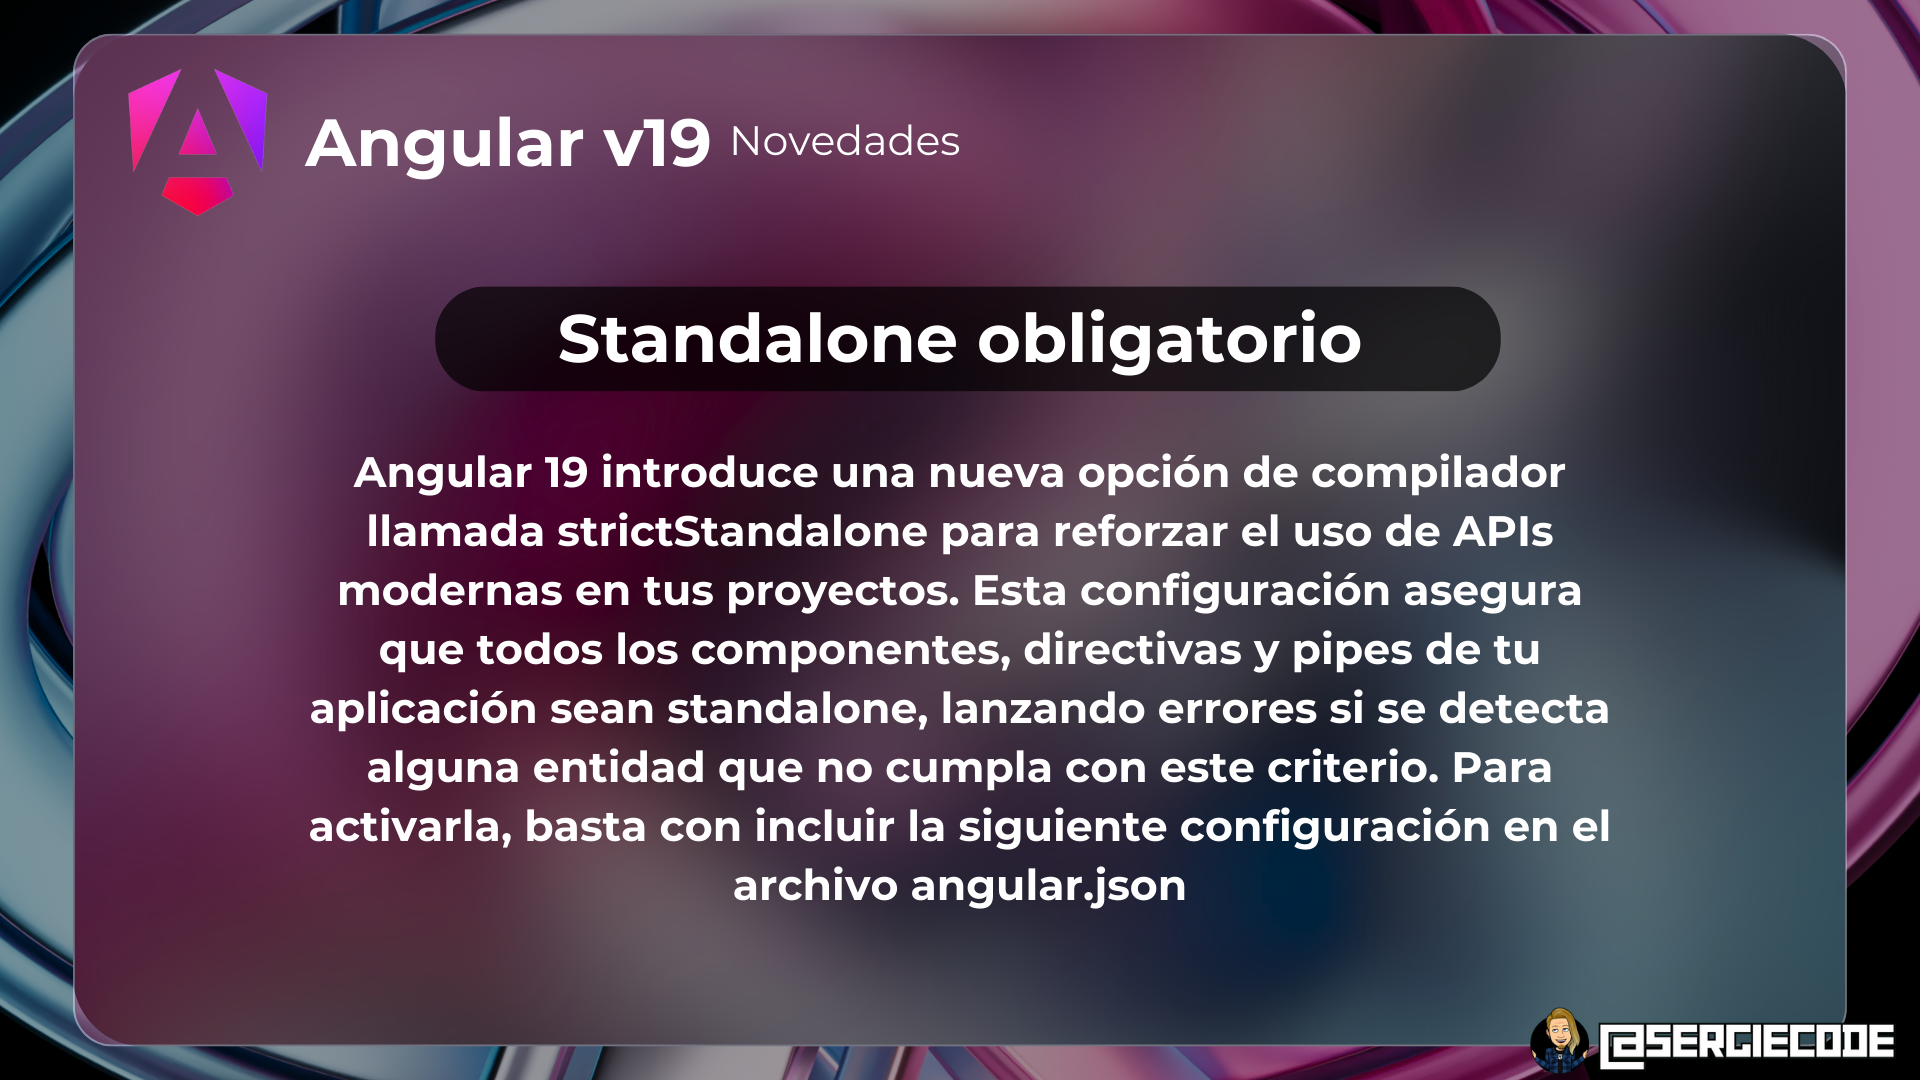 Angular v19 Novedades
Standalone obligatorio
Angular 19 introduce una nueva opción de compilador
llamada strictStandalone para reforzar el uso de APIs
modernas en tus proyectos. Esta configuración asegura
que todos los componentes, directivas y pipes de tu
aplicación sean standalone, lanzando errores si se detecta
alguna entidad que no cumpla con este criterio. Para
activarla, basta con incluir la siguiente configuración en el
archivo angular.json
@SERGIECODE